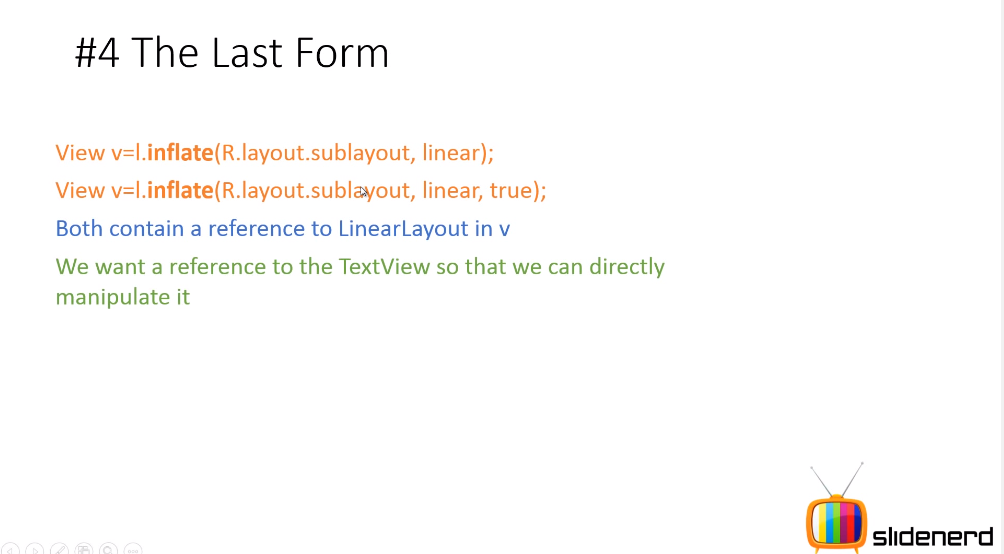 #4 The Last Form
View v=l.inflate(R.layout.sublayout, linear);
View v=l.inflate(R.layout.sublayout, linear, true);
Both contain a reference to LinearLayout in v
We want a reference to the TextView so that we can directly
manipulate it
slidenerd